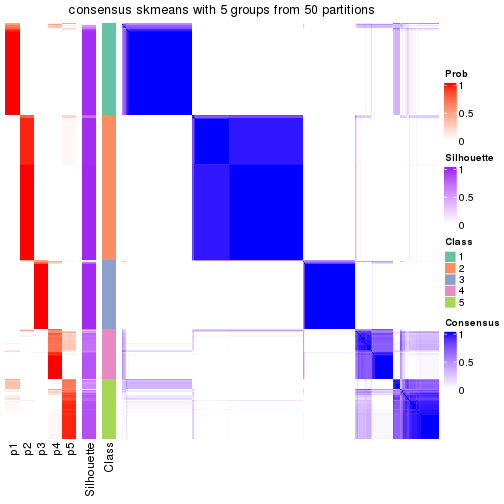 consensus skmeans with 5 groups from 50 partitions
Prob
1
0.5
0
Silhouette
1
0.5
0
Class
1
2
3
4
5
Consensus
1
0.5
0
p1
p2
p3
p4
p5
Silhouette
Class